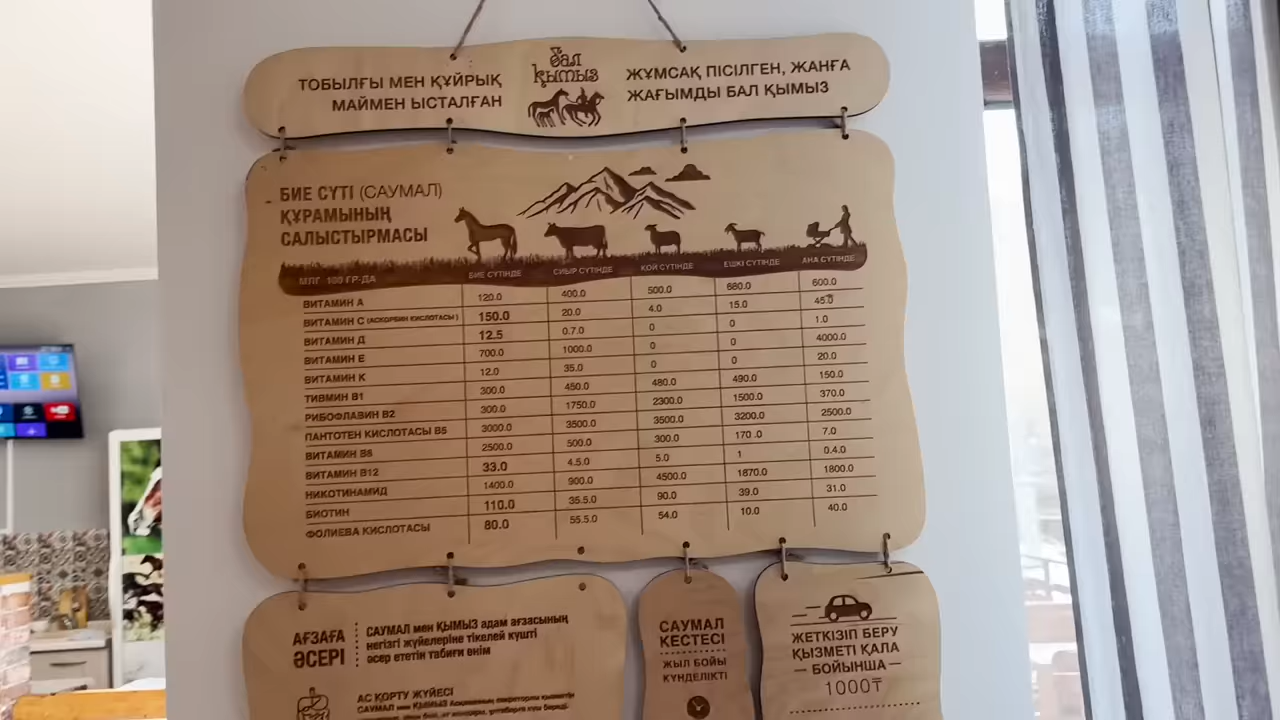 ТОБЫЛҒЫ МЕН ҚҰЙРЫҚ
МАЙМЕН ЫСТАЛҒАН
бал
қымыз
ЖҰМСАҚ ПІСІЛГЕН, ЖАНҒА
ЖАҒЫМДЫ БАЛ ҚЫМЫЗ
БИЕ СҮТІ (САУМАЛ)
ҚҰРАМЫНЫҢ
САЛЫСТЫРМАСЫ
МЛГ 100 ГР-ДА БИЕ СҮТІНДЕ СИЫР СҮТІНДЕ ҚОЙ СҮТІНДЕ ЕШКІ СҮТІНДЕ АНА СҮТІНДЕ
ВИТАМИН А 120.0 400.0 500.0 680.0 600.0
ВИТАМИН С (АСКОРБИН КИСЛОТАСЫ) 150.0 20.0 4.0 15.0 45.0
ВИТАМИН Д 12.5 0.7.0 0 0 1.0
ВИТАМИН Е 700.0 1000.0 0 0 4000.0
ВИТАМИН К 12.0 35.0 0 0 20.0
ТИВМИН В1 300.0 450.0 480.0 490.0 150.0
РИБОФЛАВИН В2 300.0 1750.0 2300.0 1500.0 370.0
ПАНТОТЕН КИСЛОТАСЫ В5 3000.0 3500.0 3500.0 3200.0 2500.0
ВИТАМИН В6 2500.0 500.0 300.0 170 .0 7.0
ВИТАМИН В12 33.0 4.5.0 5.0 1 0.4.0
НИКОТИНАМИД 1400.0 900.0 4500.0 1870.0 1800.0
БИОТИН 110.0 35.5.0 90.0 39.0 31.0
ФОЛИЕВА КИСЛОТАСЫ 80.0 55.5.0 54.0 10.0 40.0
АҒЗАҒА
ӘСЕРІ
САУМАЛ мен ҚЫМЫЗ адам ағзасының
негізгі жүйелеріне тікелей күшті
әсер ететін табиғи өнім
АС ҚОРТУ ЖҮЙЕСІ
САУМАЛ мен ҚЫМЫЗ
САУМАЛ
КЕСТЕСІ
ЖЫЛ БОЙЫ
КҮНДЕЛІКТІ
ЖЕТКІЗІП БЕРУ
ҚЫЗМЕТІ ҚАЛА
— БОЙЫНША —
1000₸